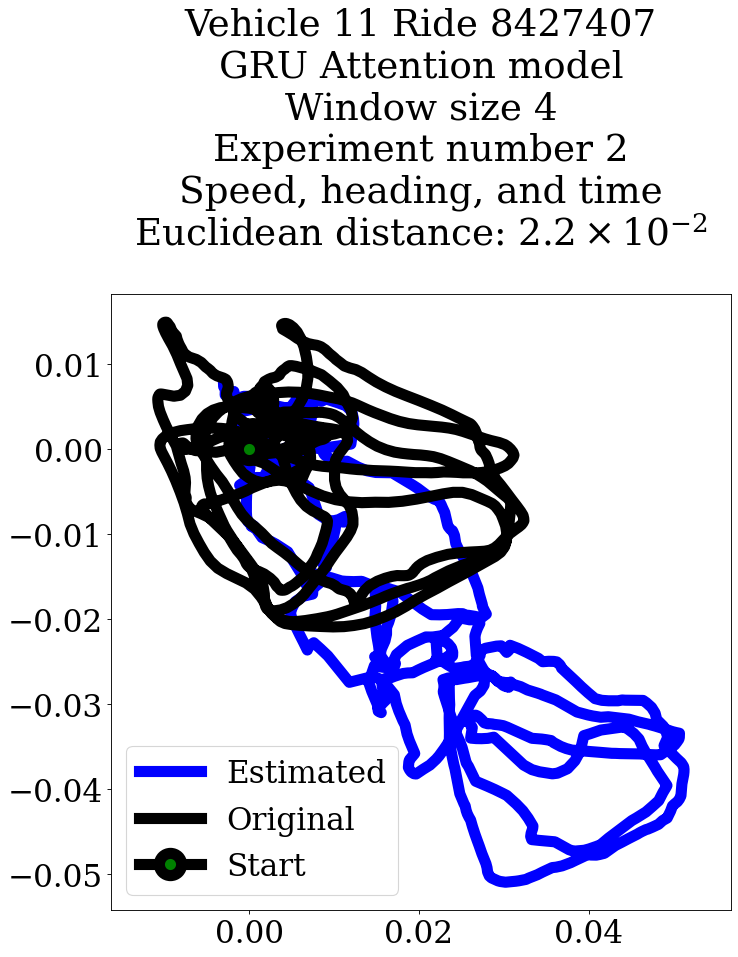 Vehicle 11 Ride 8427407
GRU Attention model
Window size 4
Experiment number 2
Speed, heading, and time
Euclidean distance: 2.2 × 10⁻²
0.01
0.00
−0.01
−0.02
−0.03
−0.04
−0.05
Estimated
Original
Start
0.00 0.02 0.04